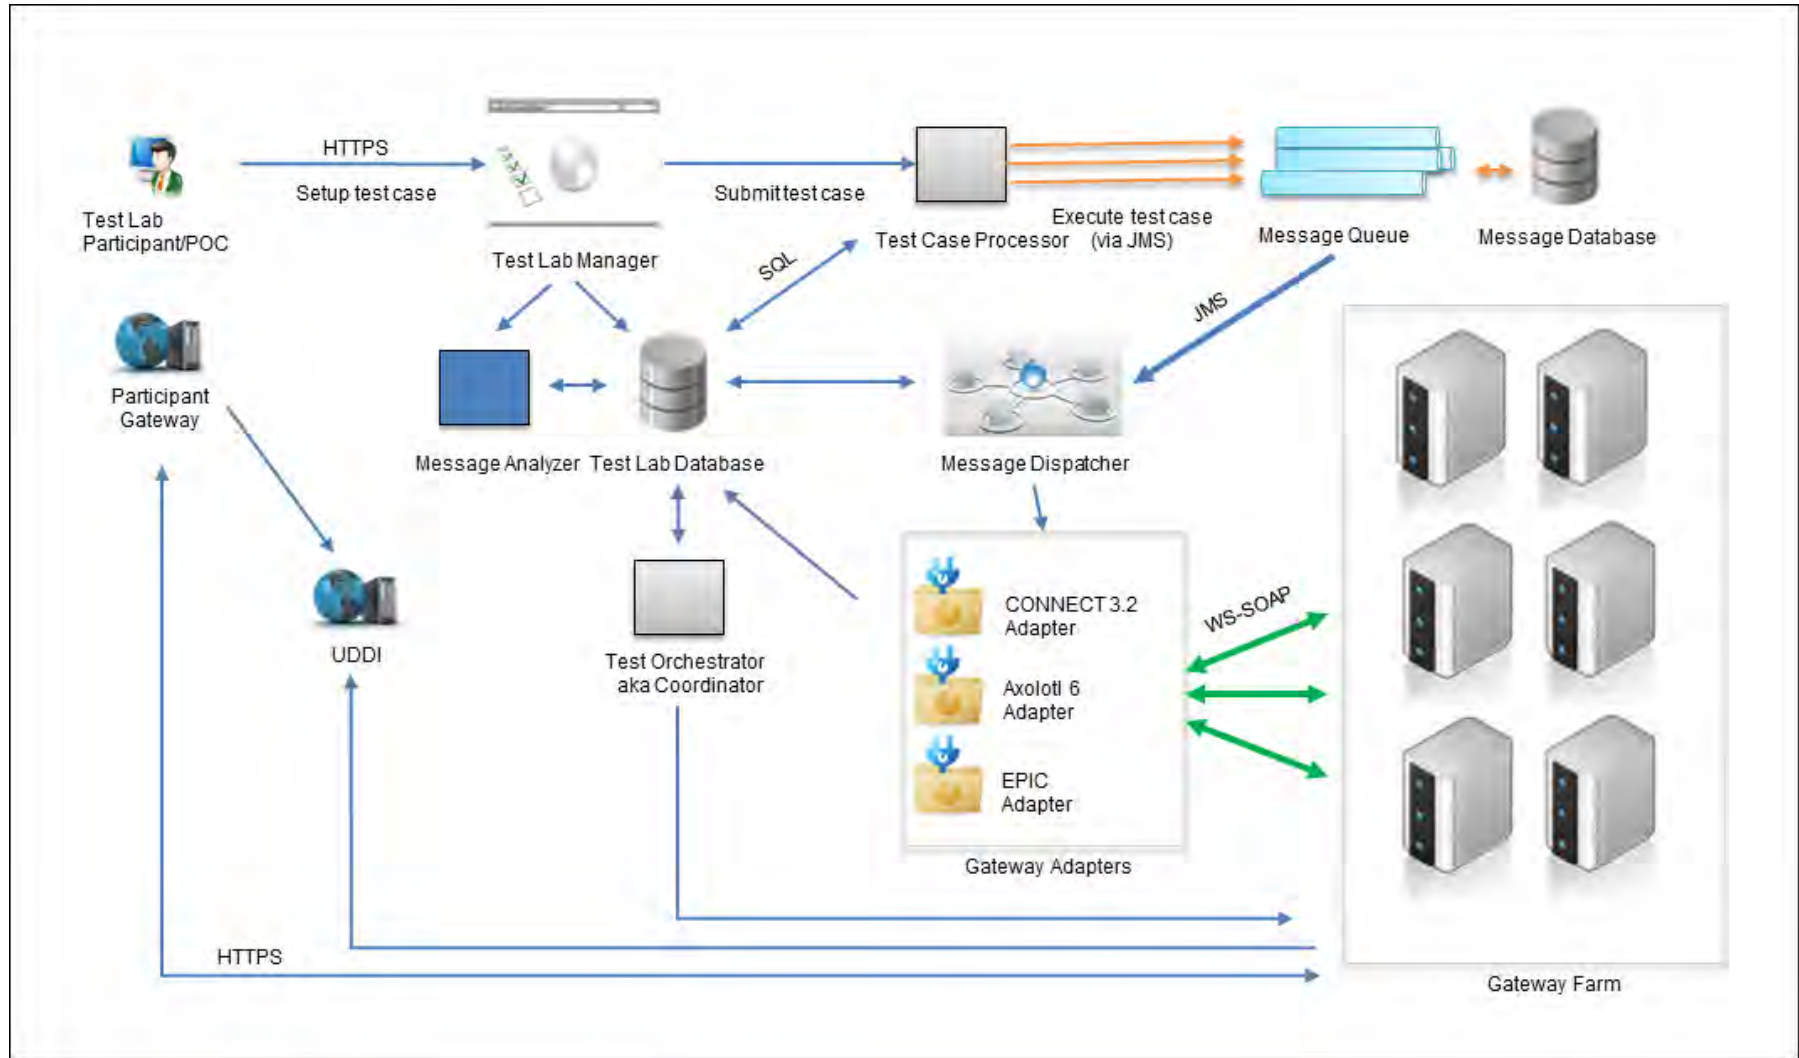 HTTPS
Setup test case
Submit test case
Test Lab
Participant/POC
Test Lab Manager
Test Case Processor
Execute test case
(via JMS)
Message Queue
Message Database
SQL
JMS
Participant
Gateway
Message Analyzer
Test Lab Database
Message Dispatcher
UDDI
Test Orchestrator
aka Coordinator
CONNECT 3.2
Adapter
Axolotl 6
Adapter
EPIC
Adapter
WS-SOAP
Gateway Adapters
HTTPS
Gateway Farm